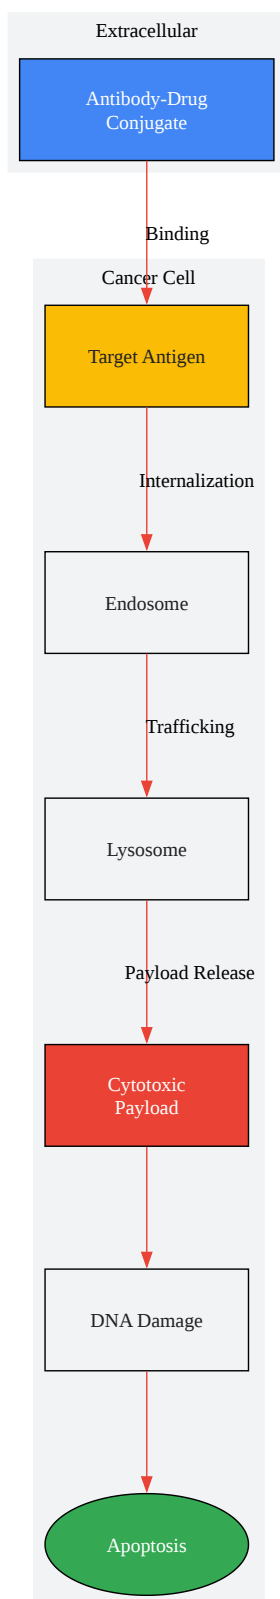 Extracellular
Antibody-Drug
Conjugate
Binding
Cancer Cell
Target Antigen
Internalization
Endosome
Trafficking
Lysosome
Payload Release
Cytotoxic
Payload
DNA Damage
Apoptosis